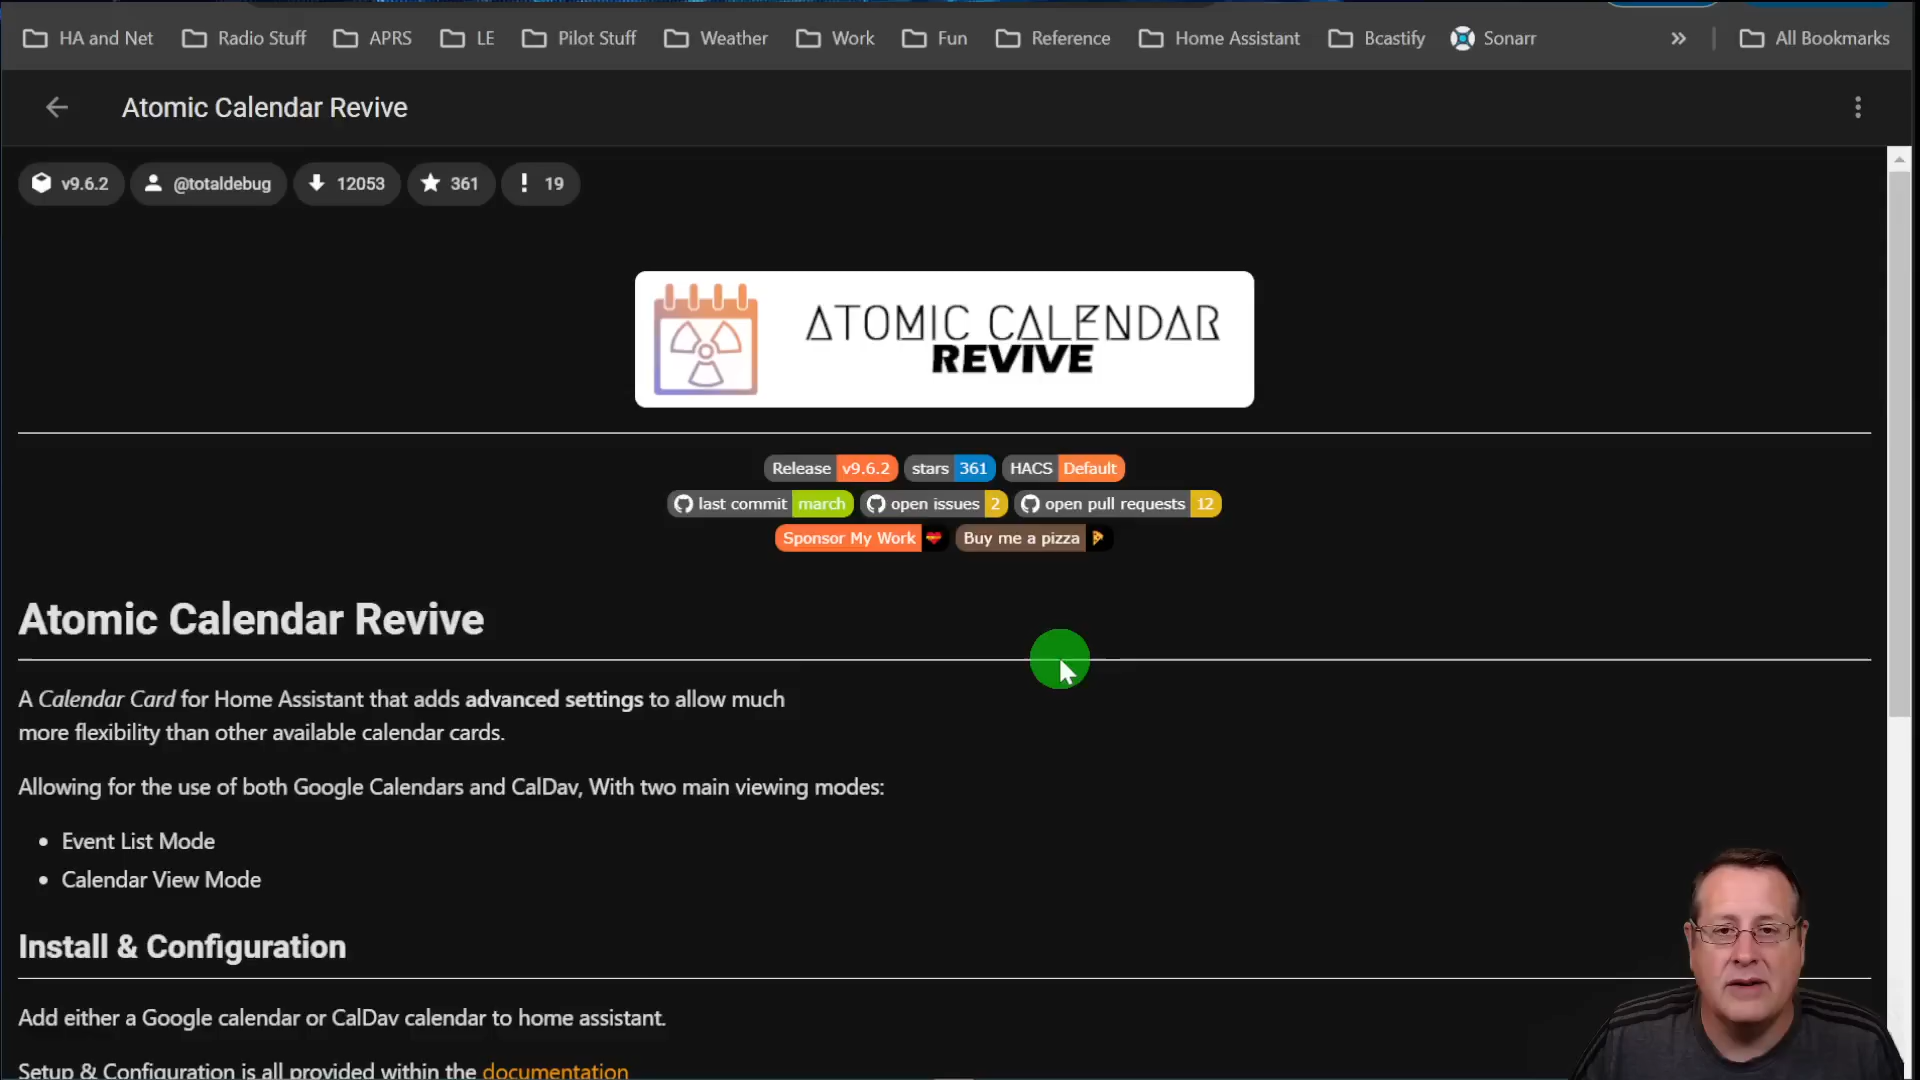 HA and Net Radio Stuff APRS LE Pilot Stuff Weather Work Fun Reference Home Assistant Bcastify Sonarr » All Bookmarks
Atomic Calendar Revive
v9.6.2 @totaldebug 12053 361 19
ATOMIC CALENDAR
REVIVE
Release v9.6.2 stars 361 HACS Default
last commit march open issues 2 open pull requests 12
Sponsor My Work Buy me a pizza
Atomic Calendar Revive
A Calendar Card for Home Assistant that adds advanced settings to allow much
more flexibility than other available calendar cards.
Allowing for the use of both Google Calendars and CalDav, With two main viewing modes:
• Event List Mode
• Calendar View Mode
Install & Configuration
Add either a Google calendar or CalDav calendar to home assistant.
Setup & Configuration is all provided within the documentation